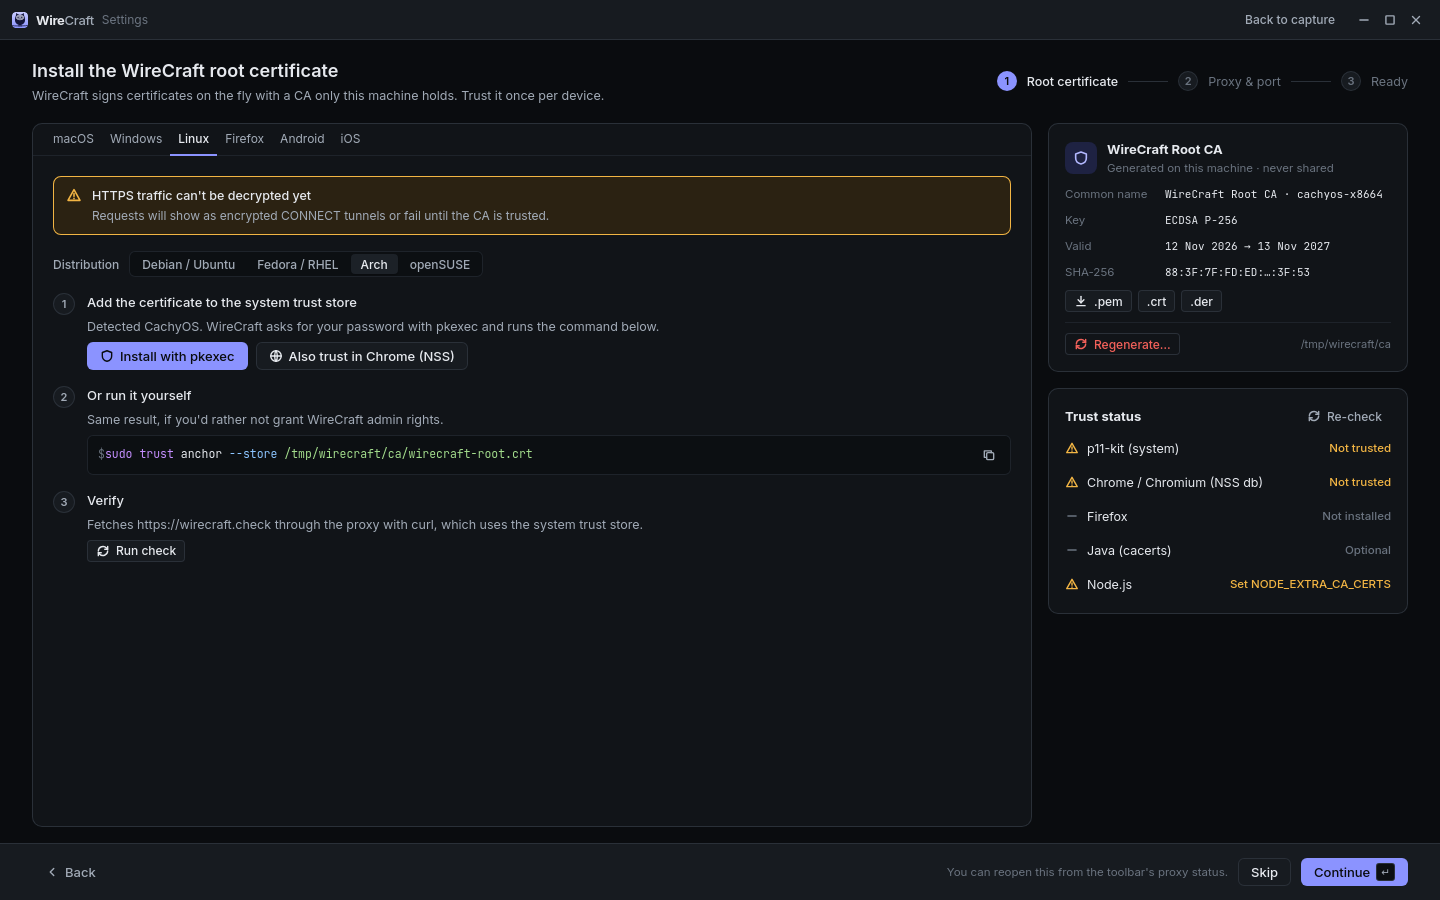 WireCraft Settings
Back to capture
Install the WireCraft root certificate
WireCraft signs certificates on the fly with a CA only this machine holds. Trust it once per device.
1 Root certificate 2 Proxy & port 3 Ready
macOS Windows Linux Firefox Android iOS
HTTPS traffic can't be decrypted yet
Requests will show as encrypted CONNECT tunnels or fail until the CA is trusted.
Distribution Debian / Ubuntu Fedora / RHEL Arch openSUSE
1 Add the certificate to the system trust store
Detected CachyOS. WireCraft asks for your password with pkexec and runs the command below.
Install with pkexec Also trust in Chrome (NSS)
2 Or run it yourself
Same result, if you'd rather not grant WireCraft admin rights.
$sudo trust anchor --store /tmp/wirecraft/ca/wirecraft-root.crt
3 Verify
Fetches https://wirecraft.check through the proxy with curl, which uses the system trust store.
Run check
WireCraft Root CA
Generated on this machine · never shared
Common name WireCraft Root CA · cachyos-x8664
Key ECDSA P-256
Valid 12 Nov 2026 → 13 Nov 2027
SHA-256 88:3F:7F:FD:ED:…:3F:53
.pem .crt .der
Regenerate... /tmp/wirecraft/ca
Trust status Re-check
p11-kit (system) Not trusted
Chrome / Chromium (NSS db) Not trusted
Firefox Not installed
Java (cacerts) Optional
Node.js Set NODE_EXTRA_CA_CERTS
Back
You can reopen this from the toolbar's proxy status. Skip Continue ↵